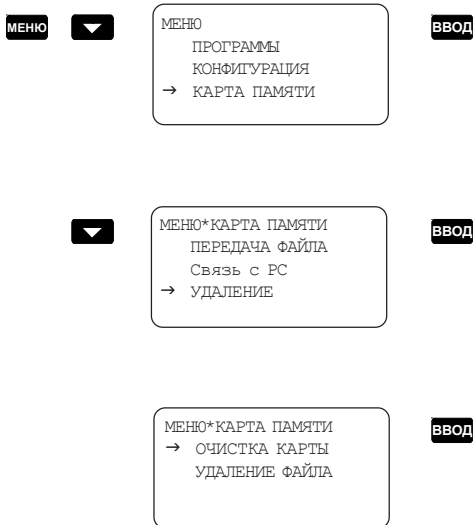 МЕНЮ
МЕНЮ
ПРОГРАММЫ
КОНФИГУРАЦИЯ
→ КАРТА ПАМЯТИ
ВВОД
МЕНЮ*КАРТА ПАМЯТИ
ПЕРЕДАЧА ФАЙЛА
Связь с РС
→ УДАЛЕНИЕ
ВВОД
МЕНЮ*КАРТА ПАМЯТИ
→ ОЧИСТКА КАРТЫ
УДАЛЕНИЕ ФАЙЛА
ВВОД